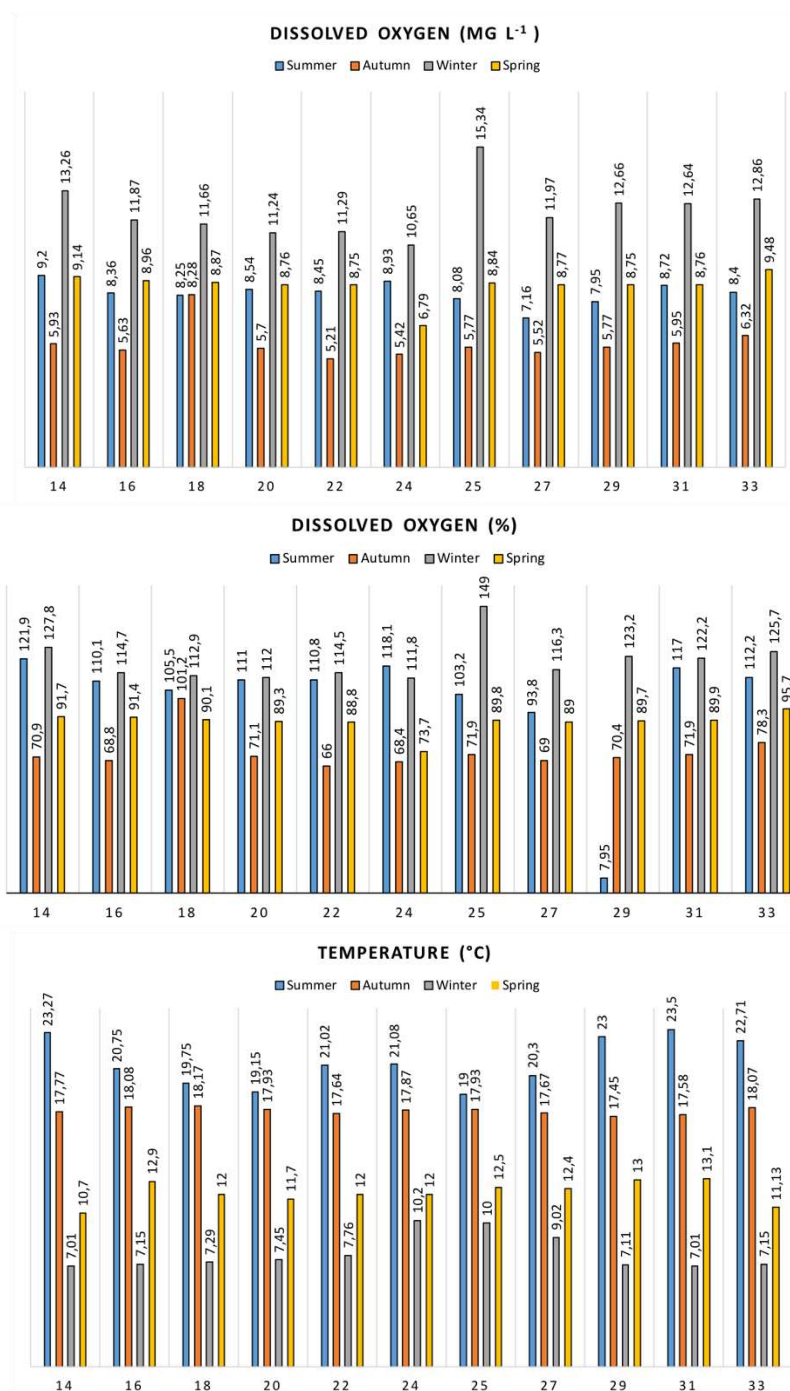 DISSOLVED OXYGEN (MG L-1 )
Summer Autumn Winter Spring
9,2 5,93 13,26 9,14 8,36 5,63 11,87 8,96 8,25 8,28 11,66 8,87 8,54 5,7 11,24 8,76 8,45 5,21 11,29 8,75 8,93 5,42 10,65 6,79 8,08 5,77 15,34 8,84 7,16 5,52 11,97 8,77 7,95 5,77 12,66 8,75 8,72 5,95 12,64 8,76 8,4 6,32 12,86 9,48
14 16 18 20 22 24 25 27 29 31 33
DISSOLVED OXYGEN (%)
Summer Autumn Winter Spring
121,9 70,9 127,8 91,7 110,1 68,8 114,7 91,4 105,5 101,2 112,9 90,1 111 71,1 112 89,3 110,8 66 114,5 88,8 118,1 68,4 111,8 73,7 103,2 71,9 149 89,8 93,8 69 116,3 89 7,95 70,4 123,2 89,7 117 71,9 122,2 89,9 112,2 78,3 125,7 95,7
14 16 18 20 22 24 25 27 29 31 33
TEMPERATURE (°C)
Summer Autumn Winter Spring
23,27 17,77 7,01 10,7 20,75 18,08 7,15 12,9 19,75 18,17 7,29 12 19,15 17,93 7,45 11,7 21,02 17,64 7,76 12 21,08 17,87 10,2 12 19 17,93 10 12,5 20,3 17,67 9,02 12,4 23 17,45 7,11 13 23,5 17,58 7,01 13,1 22,71 18,07 7,15 11,13
14 16 18 20 22 24 25 27 29 31 33